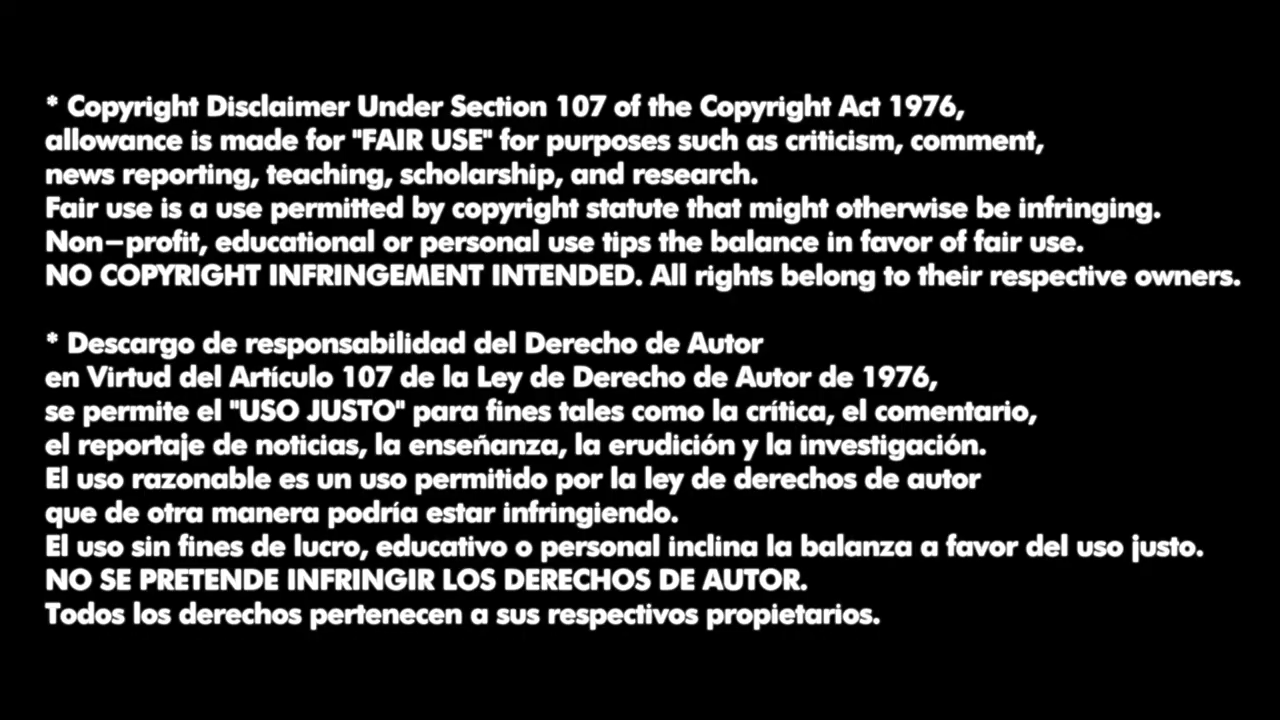 * Copyright Disclaimer Under Section 107 of the Copyright Act 1976,
allowance is made for "FAIR USE" for purposes such as criticism, comment,
news reporting, teaching, scholarship, and research.
Fair use is a use permitted by copyright statute that might otherwise be infringing.
Non-profit, educational or personal use tips the balance in favor of fair use.
NO COPYRIGHT INFRINGEMENT INTENDED. All rights belong to their respective owners.
* Descargo de responsabilidad del Derecho de Autor
en Virtud del Artículo 107 de la Ley de Derecho de Autor de 1976,
se permite el "USO JUSTO" para fines tales como la crítica, el comentario,
el reportaje de noticias, la enseñanza, la erudición y la investigación.
El uso razonable es un uso permitido por la ley de derechos de autor
que de otra manera podría estar infringiendo.
El uso sin fines de lucro, educativo o personal inclina la balanza a favor del uso justo.
NO SE PRETENDE INFRINGIR LOS DERECHOS DE AUTOR.
Todos los derechos pertenecen a sus respectivos propietarios.